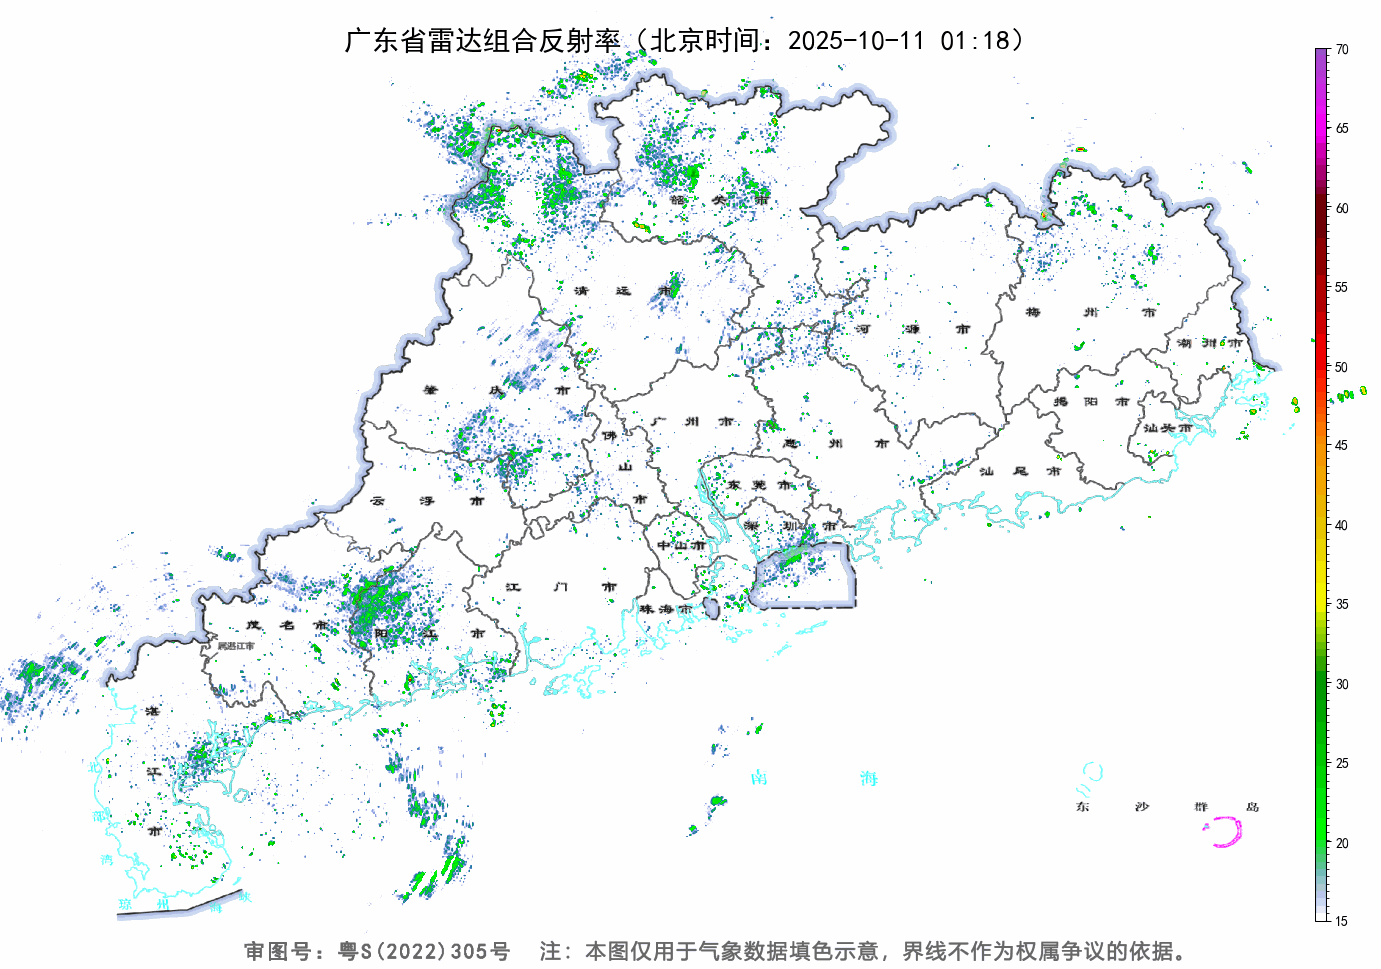 广东省雷达组合反射率（北京时间：2025-10-11 01:18）
70
65
60
55
50
45
40
35
30
25
20
15
韶关市
清远市
河源市
梅州市
潮州市
肇庆市
揭阳市
汕头市
佛山市
广州市
惠州市
汕尾市
云浮市
东莞市
深圳市
中山市
江门市
珠海市
茂名市
阳江市
属湛江市
湛江市
南海
东沙群岛
北部湾
琼州海峡
审图号：粤S(2022)305号 注：本图仅用于气象数据填色示意，界线不作为权属争议的依据。